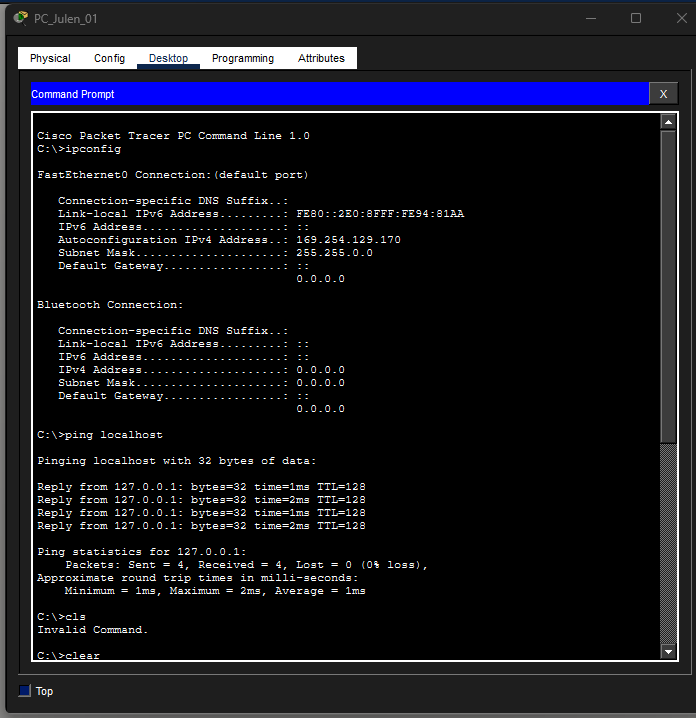 PC_Julen_01
Physical Config Desktop Programming Attributes
Command Prompt X
Cisco Packet Tracer PC Command Line 1.0
C:\>ipconfig
FastEthernet0 Connection:(default port)
Connection-specific DNS Suffix..:
Link-local IPv6 Address.........: FE80::2E0:8FFF:FE94:81AA
IPv6 Address....................: ::
Autoconfiguration IPv4 Address..: 169.254.129.170
Subnet Mask.....................: 255.255.0.0
Default Gateway.................: ::
0.0.0.0
Bluetooth Connection:
Connection-specific DNS Suffix..:
Link-local IPv6 Address.........: ::
IPv6 Address....................: ::
IPv4 Address....................: 0.0.0.0
Subnet Mask.....................: 0.0.0.0
Default Gateway.................: ::
0.0.0.0
C:\>ping localhost
Pinging localhost with 32 bytes of data:
Reply from 127.0.0.1: bytes=32 time=1ms TTL=128
Reply from 127.0.0.1: bytes=32 time=2ms TTL=128
Reply from 127.0.0.1: bytes=32 time=1ms TTL=128
Reply from 127.0.0.1: bytes=32 time=2ms TTL=128
Ping statistics for 127.0.0.1:
Packets: Sent = 4, Received = 4, Lost = 0 (0% loss),
Approximate round trip times in milli-seconds:
Minimum = 1ms, Maximum = 2ms, Average = 1ms
C:\>cls
Invalid Command.
C:\>clear
Top